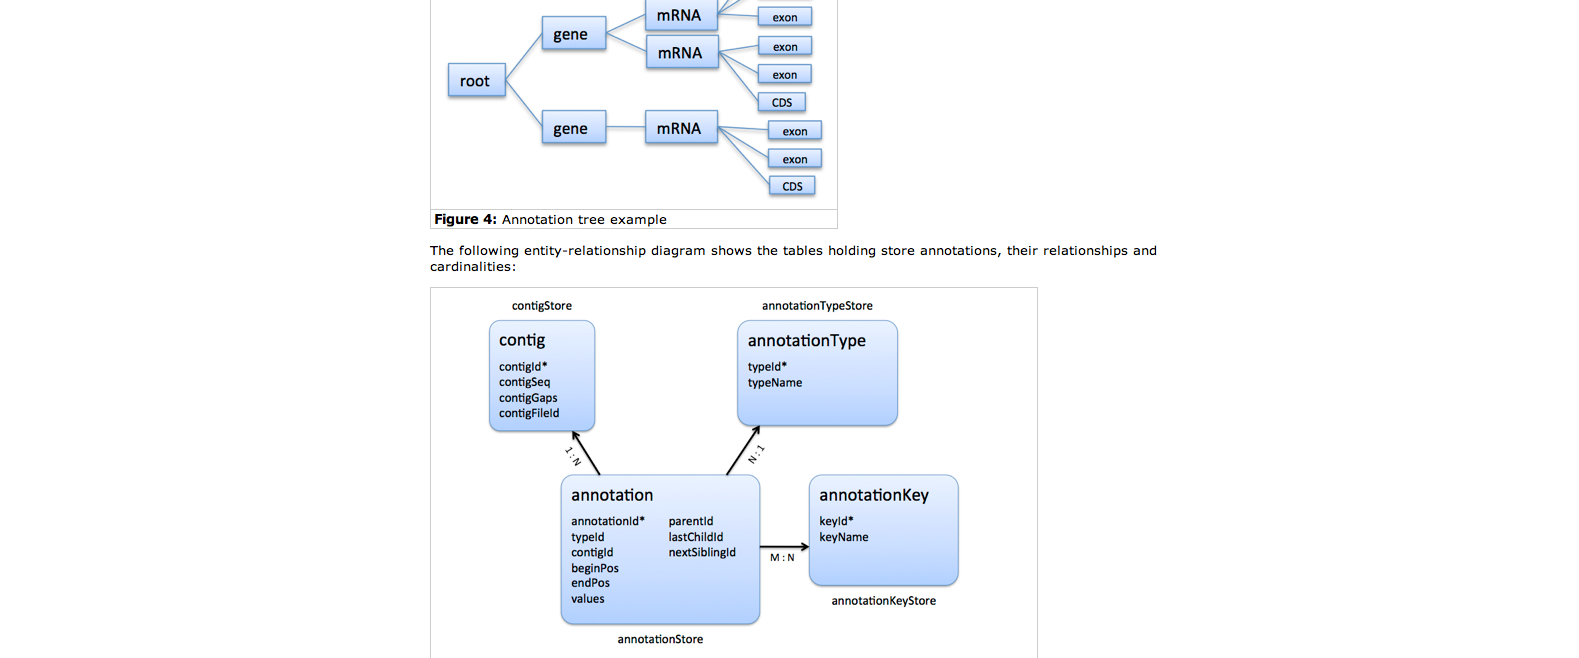 mRNA
exon
gene
exon
mRNA
exon
root
CDS
gene
mRNA
exon
exon
CDS
Figure 4: Annotation tree example
The following entity-relationship diagram shows the tables holding store annotations, their relationships and
cardinalities:
contigStore
contig
contigId*
contigSeq
contigGaps
contigFileId
annotationTypeStore
annotationType
typeId*
typeName
1:N
N:1
annotation
annotationId*
typeId
contigId
beginPos
endPos
values
parentId
lastChildId
nextSiblingId
M:N
annotationKey
keyId*
keyName
annotationKeyStore
annotationStore